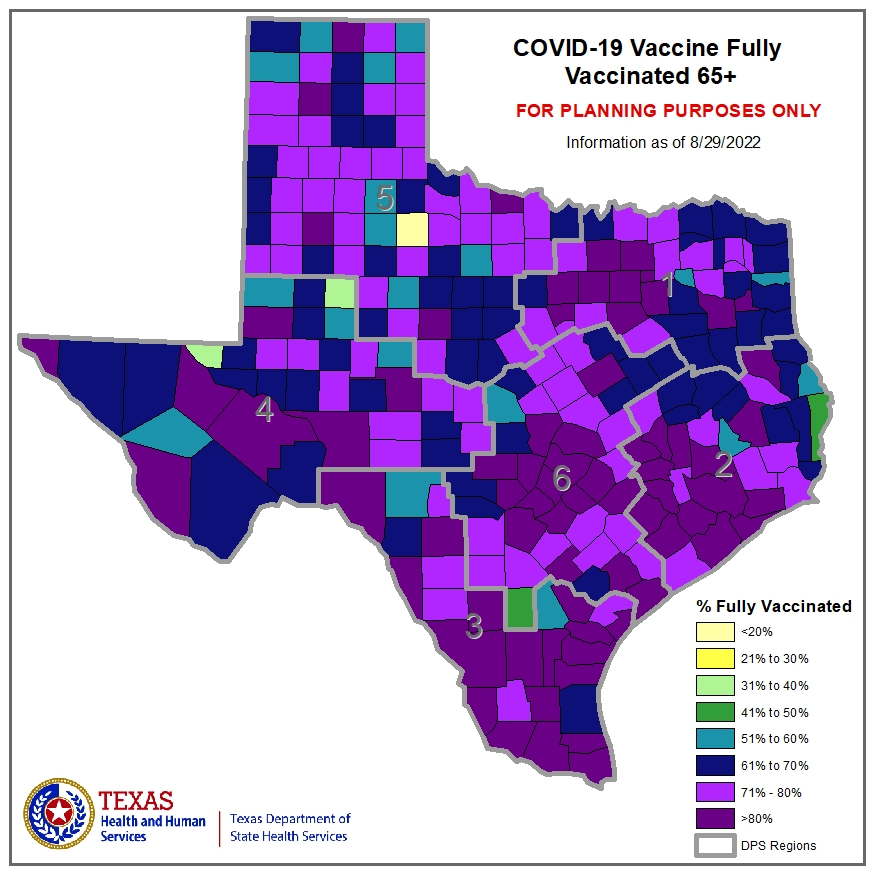 COVID-19 Vaccine Fully
Vaccinated 65+
FOR PLANNING PURPOSES ONLY
Information as of 8/29/2022
5
1
4
2
6
3
% Fully Vaccinated
<20%
21% to 30%
31% to 40%
41% to 50%
51% to 60%
61% to 70%
71% - 80%
>80%
DPS Regions
TEXAS
Health and Human
Services
Texas Department of
State Health Services